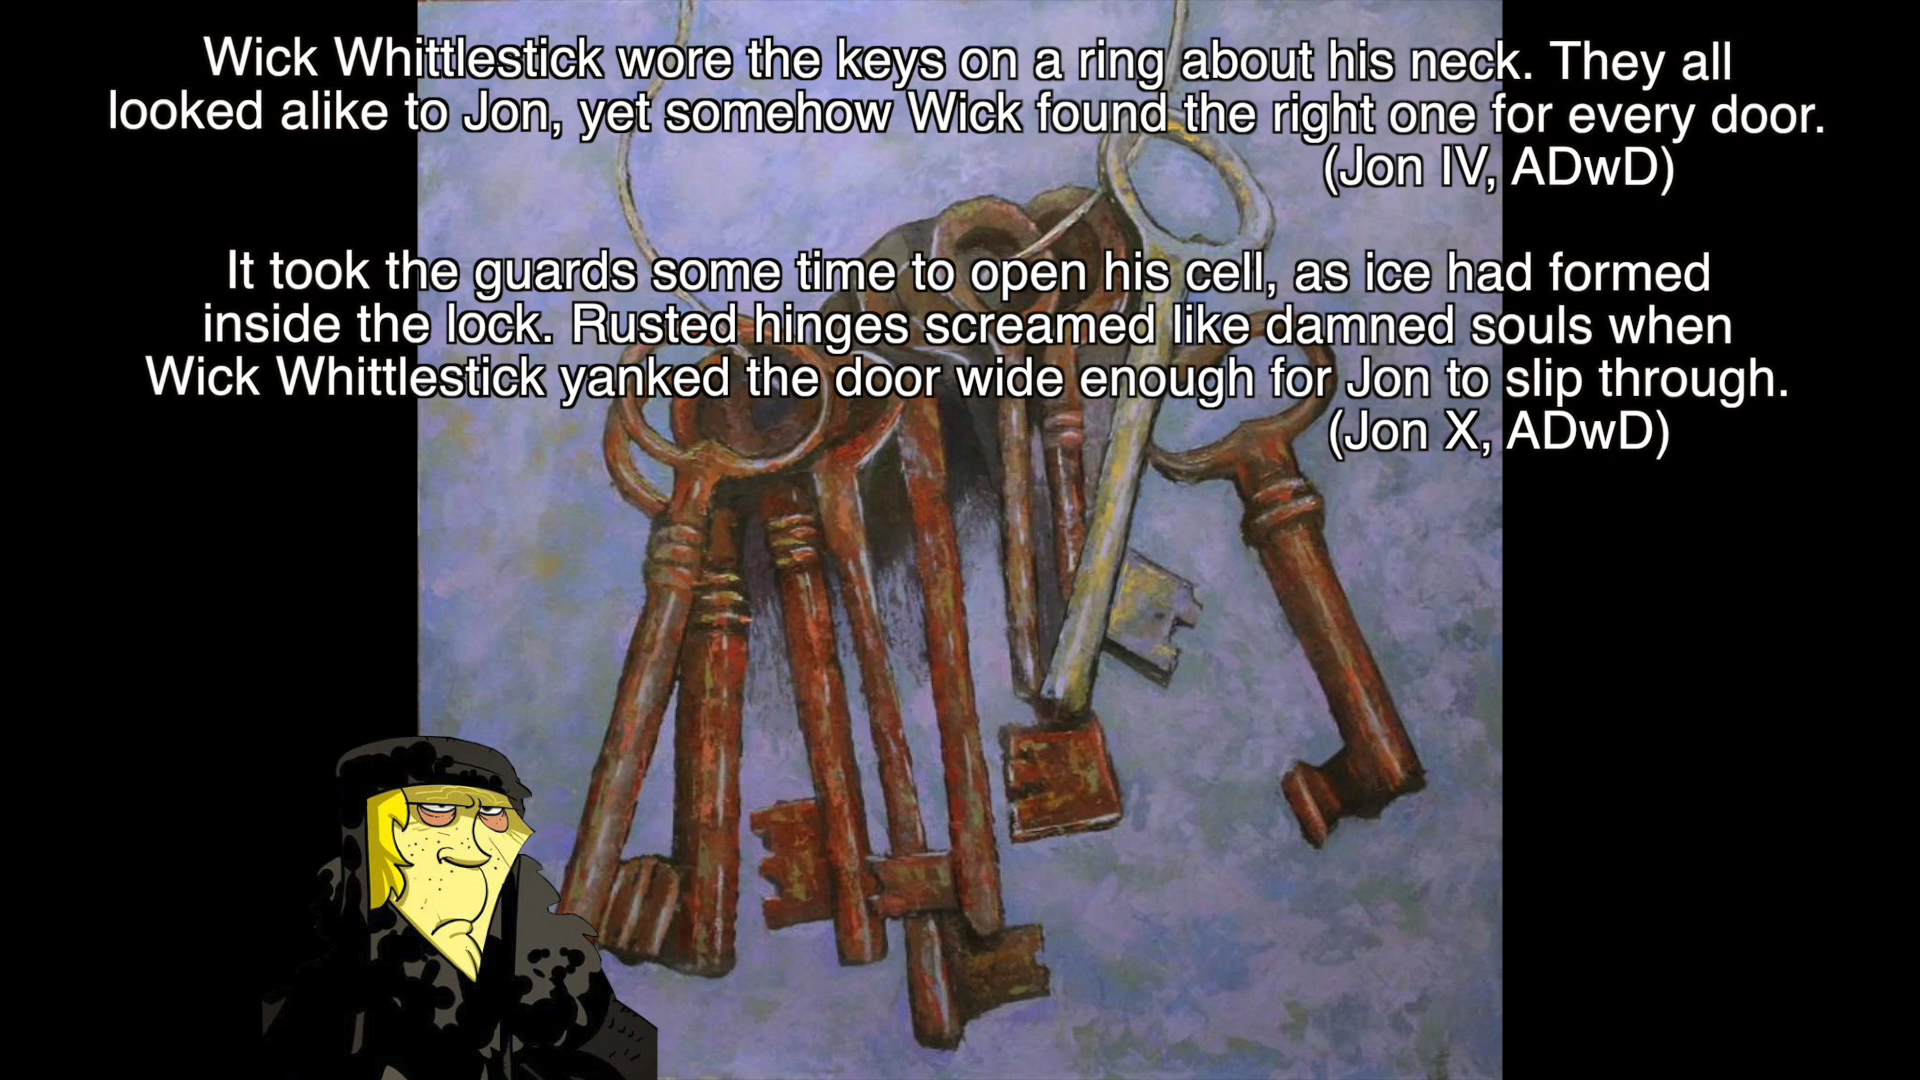 Wick Whittlestick wore the keys on a ring about his neck. They all
looked alike to Jon, yet somehow Wick found the right one for every door.
(Jon IV, ADwD)
It took the guards some time to open his cell, as ice had formed
inside the lock. Rusted hinges screamed like damned souls when
Wick Whittlestick yanked the door wide enough for Jon to slip through.
(Jon X, ADwD)